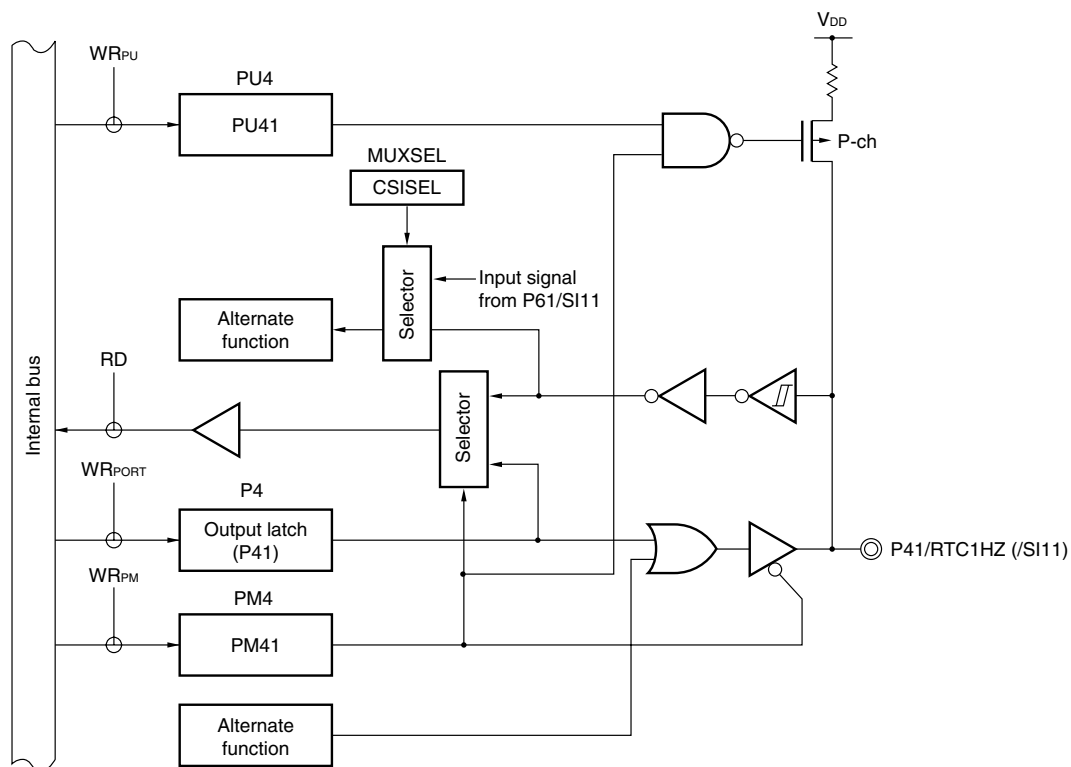 VDD
WRPU
PU4
PU41
P-ch
MUXSEL
CSISEL
Selector
Input signal
from P61/SI11
Alternate
function
RD
Internal bus
Selector
WRPORT
P4
Output latch
(P41)
P41/RTC1HZ (/SI11)
WRPM
PM4
PM41
Alternate
function